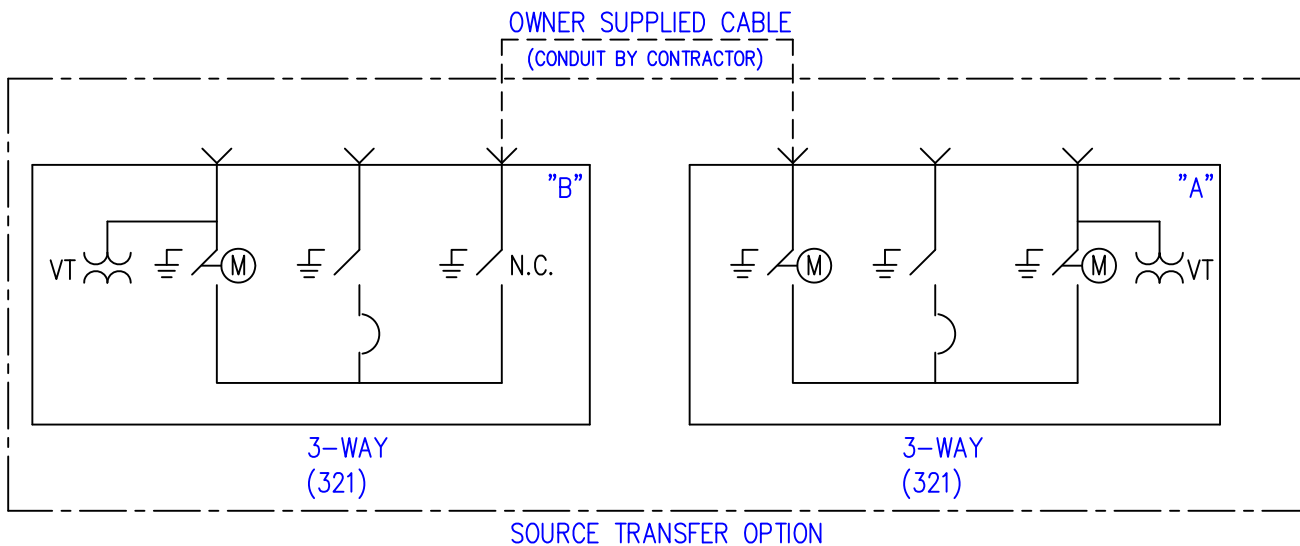 OWNER SUPPLIED CABLE
(CONDUIT BY CONTRACTOR)
"B"
"A"
VT
M
N.C.
M
M
VT
3-WAY
(321)
3-WAY
(321)
SOURCE TRANSFER OPTION